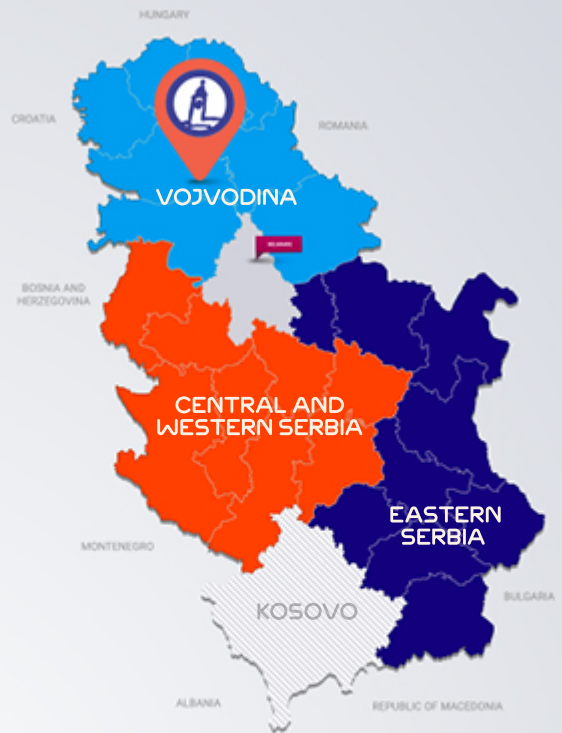 HUNGARY
CROATIA
ROMANIA
VOJVODINA
BELGRADE
BOSNIA AND
HERZEGOVINA
CENTRAL AND
WESTERN SERBIA
EASTERN
SERBIA
MONTENEGRO
KOSOVO
BULGARIA
ALBANIA
REPUBLIC OF MACEDONIA